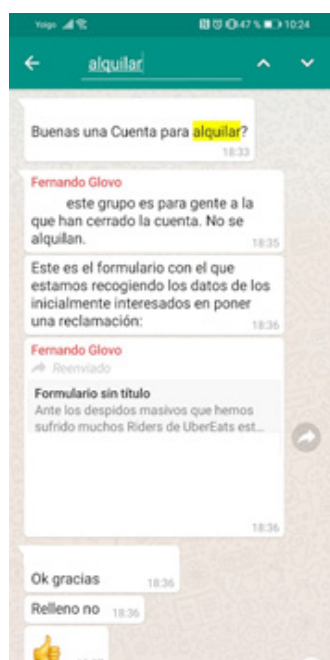 Yoigo 47 % 10:24
alquilar
Buenas una Cuenta para alquilar?
18:33
Fernando Glovo
este grupo es para gente a la
que han cerrado la cuenta. No se
alquilan.
18:35
Este es el formulario con el que
estamos recogiendo los datos de los
inicialmente interesados en poner
una reclamación:
18:36
Fernando Glovo
Reenviado
Formulario sin título
Ante los despidos masivos que hemos
sufrido muchos Riders de UberEats est...
18:36
Ok gracias 18:36
Relleno no 18:36